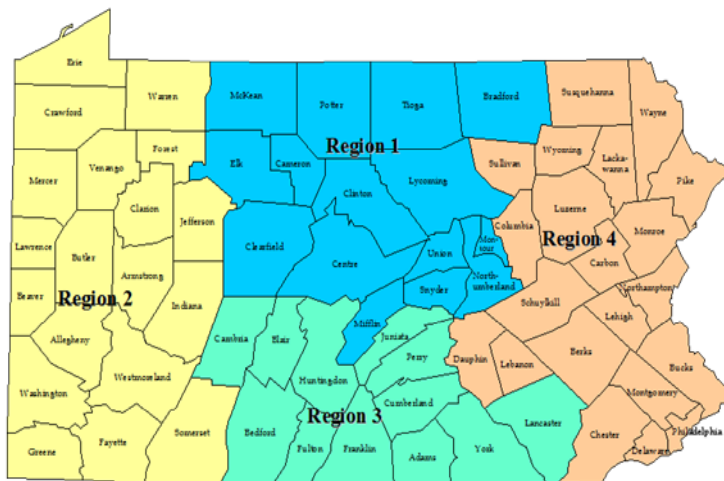 Erie
Crawford
Warren
McKean
Potter
Tioga
Bradford
Susquehanna
Wayne
Forest
Venango
Mercer
Elk
Cameron
Region 1
Sullivan
Wyoming
Lacka-
wanna
Pike
Clarion
Jefferson
Clinton
Lycoming
Columbia
Luzerne
Monroe
Region 4
Lawrence
Butler
Clearfield
Centre
Union
Mon-
tour
Carbon
Armstrong
Beaver
Region 2
Indiana
Snyder
North-
umberland
Schuylkill
Northampton
Allegheny
Cambria
Blair
Mifflin
Juniata
Perry
Dauphin
Lebanon
Berks
Lehigh
Bucks
Washington
Westmoreland
Huntingdon
Cumberland
Montgomery
Region 3
Lancaster
Greene
Fayette
Somerset
Bedford
Fulton
Franklin
Adams
York
Chester
Delaware
Philadelphia